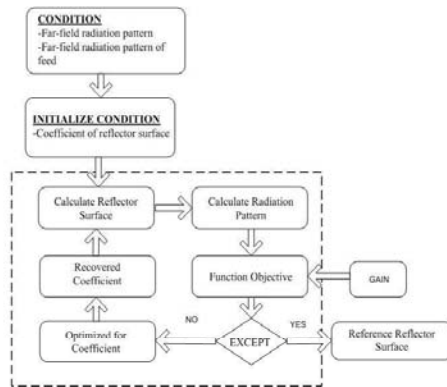 CONDITION
-Far-field radiation pattern
-Far-field radiation pattern of
feed
INITIALIZE CONDITION
-Coefficient of reflector surface
Calculate Reflector
Surface
Calculate Radiation
Pattern
Recovered
Coefficient
Function Objective
GAIN
NO
YES
Optimized for
Coefficient
EXCEPT
Reference Reflector
Surface